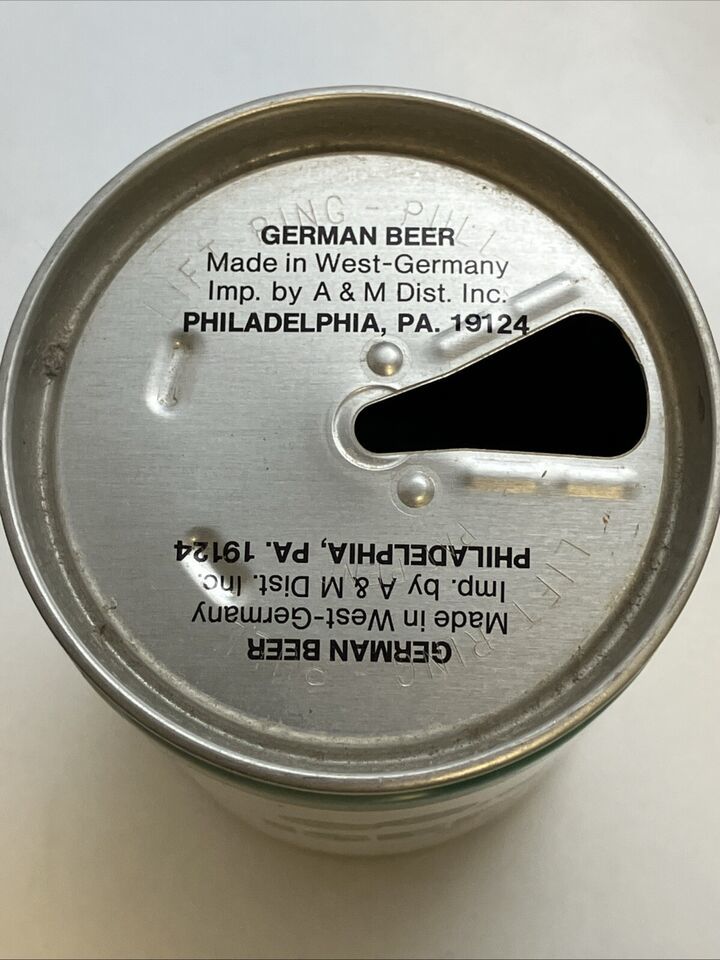 LIFT RING - PULL
GERMAN BEER
Made in West-Germany
Imp. by A & M Dist. Inc.
PHILADELPHIA, PA. 19124
GERMAN BEER
Made in West-Germany
Imp. by A & M Dist. Inc.
PHILADELPHIA, PA. 19124
LIFT RING